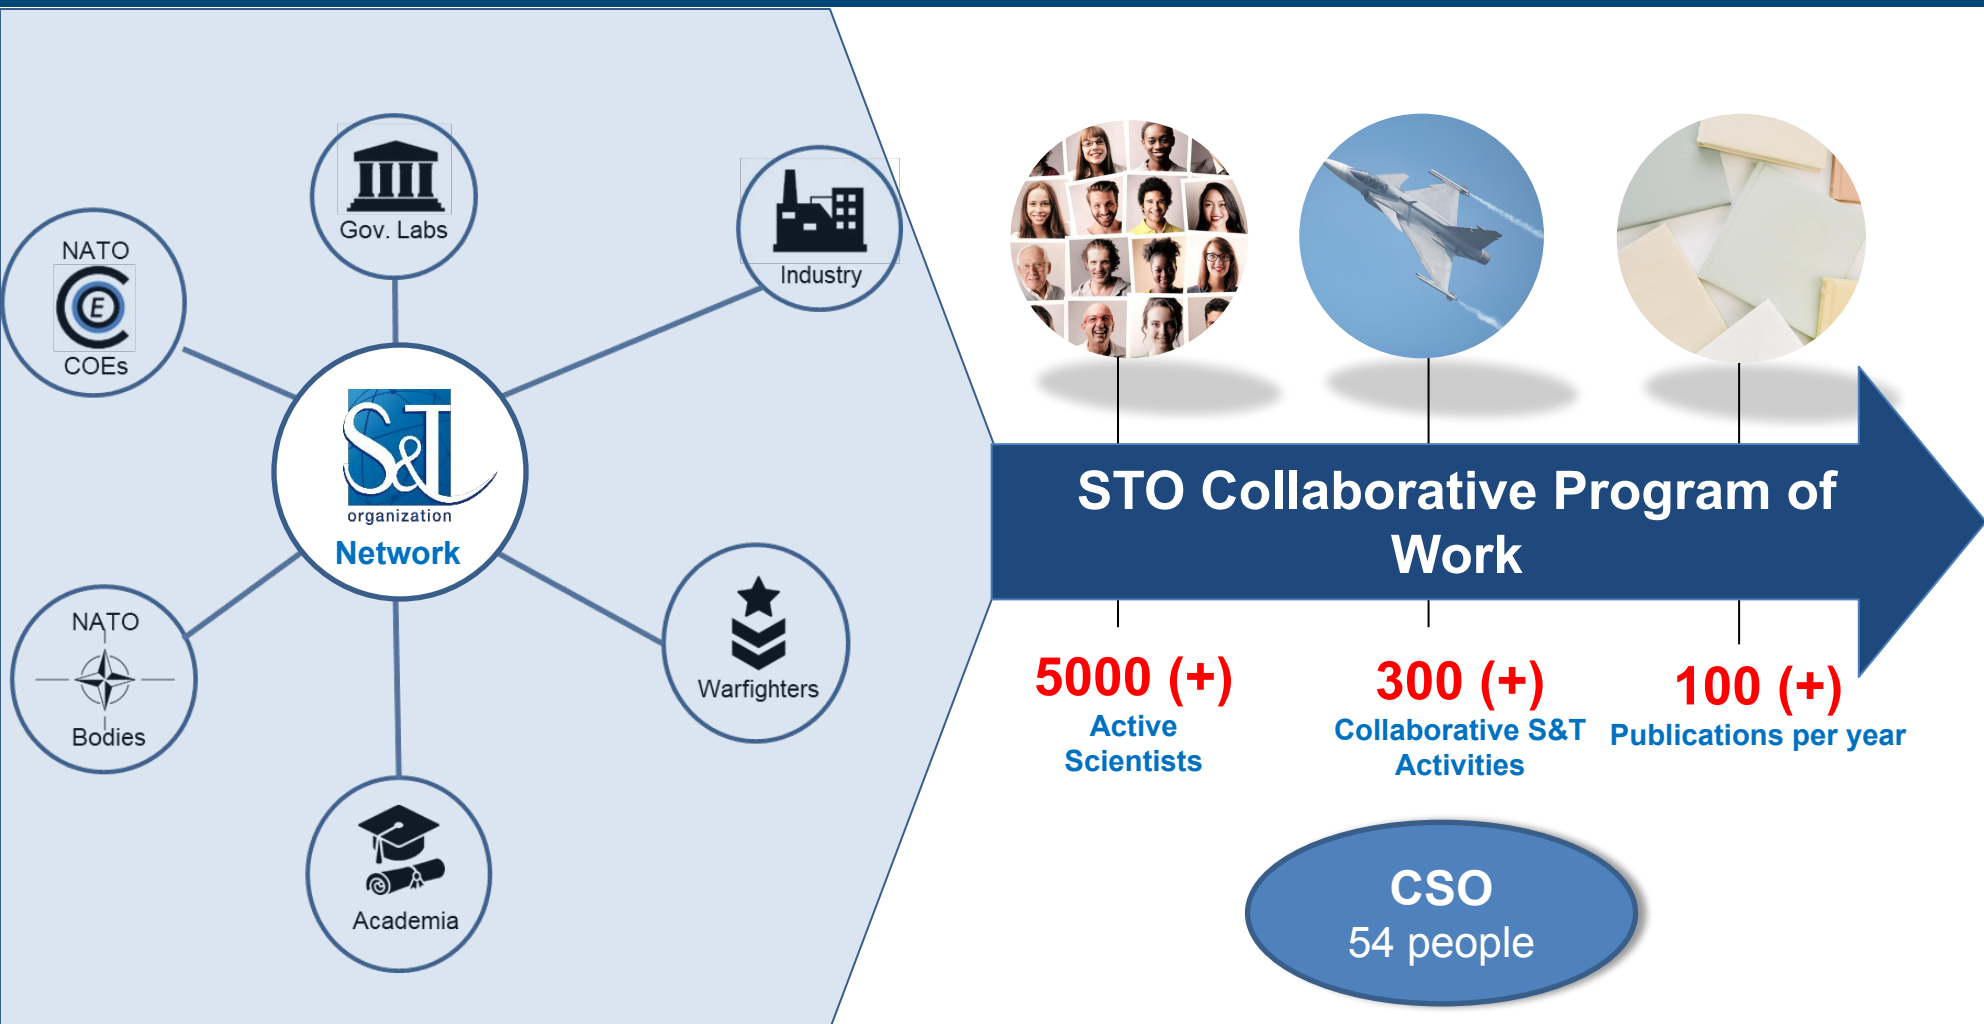 Gov. Labs
Industry
NATO
E
COEs
S&T
organization
Network
NATO
Bodies
Warfighters
Academia
STO Collaborative Program of
Work
5000 (+)
Active
Scientists
300 (+)
Collaborative S&T
Activities
100 (+)
Publications per year
CSO
54 people